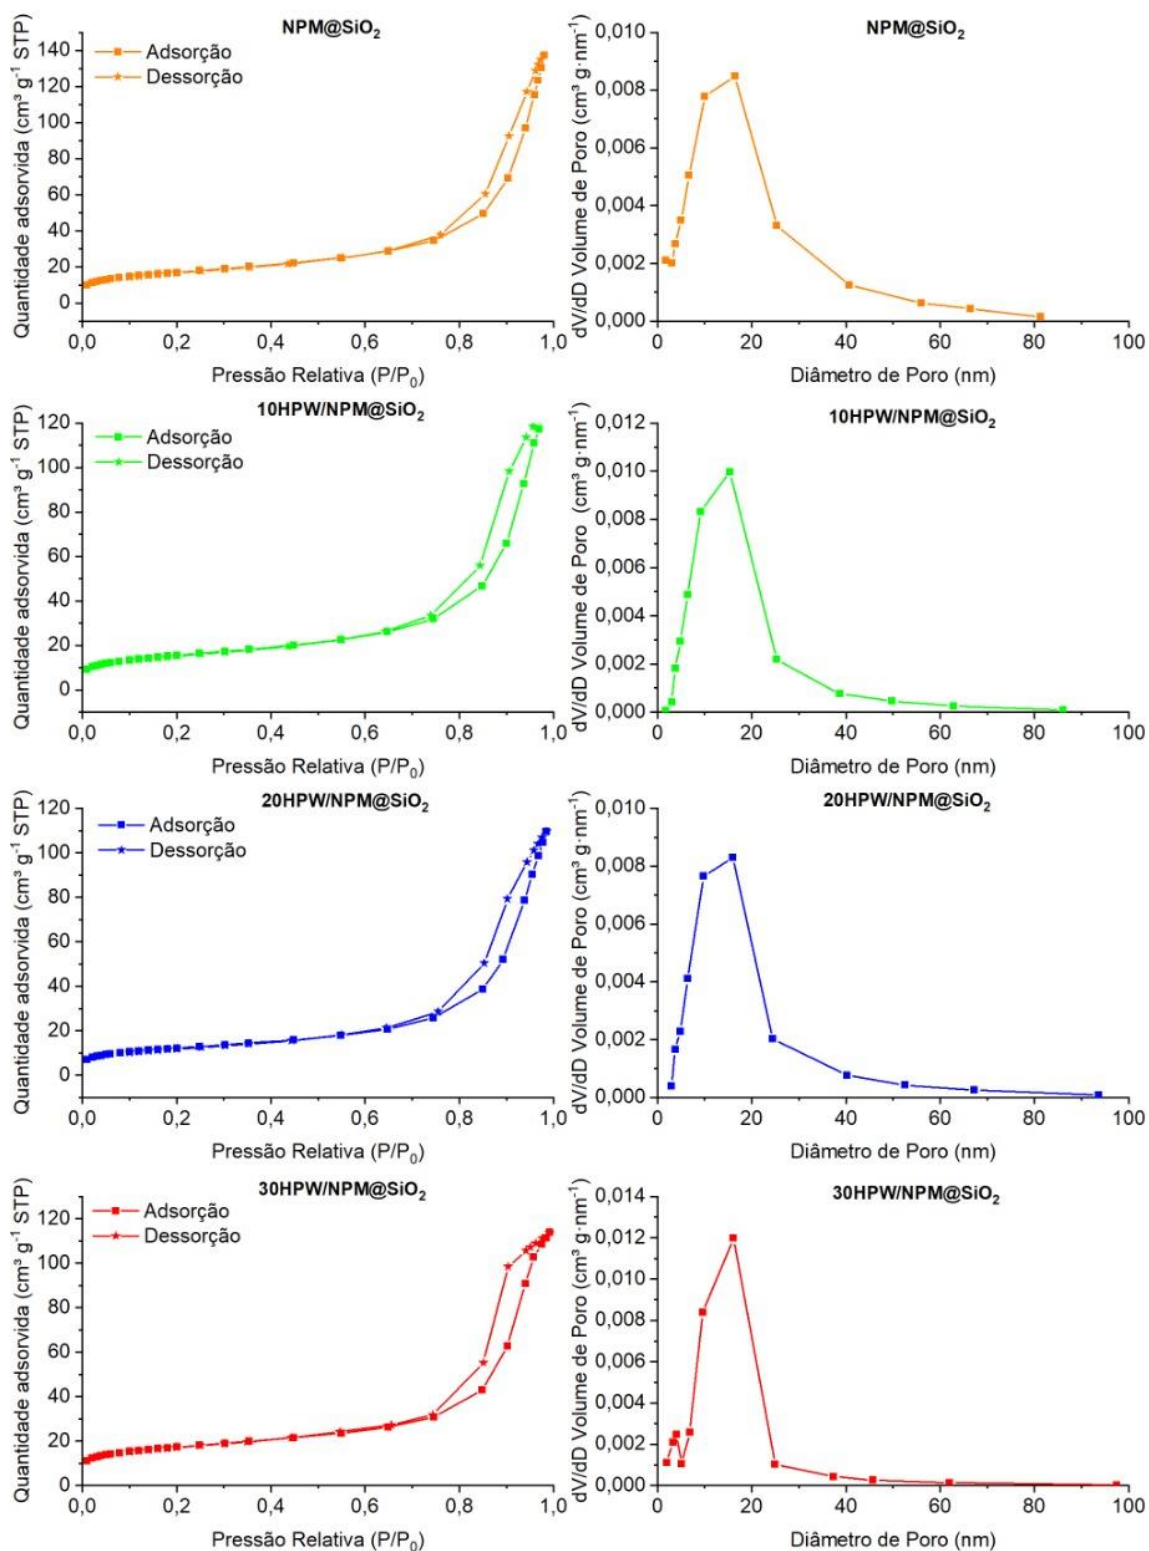 NPM@SiO₂
Quantidade adsorvida (cm³ g⁻¹ STP)
140
120
100
80
60
40
20
0
Adsorção
Dessorção
0,0 0,2 0,4 0,6 0,8 1,0
Pressão Relativa (P/P₀)
NPM@SiO₂
dV/dD Volume de Poro (cm³ g·nm⁻¹)
0,010
0,008
0,006
0,004
0,002
0,000
0 20 40 60 80 100
Diâmetro de Poro (nm)
10HPW/NPM@SiO₂
Quantidade adsorvida (cm³ g⁻¹ STP)
120
100
80
60
40
20
0
Adsorção
Dessorção
0,0 0,2 0,4 0,6 0,8 1,0
Pressão Relativa (P/P₀)
10HPW/NPM@SiO₂
dV/dD Volume de Poro (cm³ g·nm⁻¹)
0,012
0,010
0,008
0,006
0,004
0,002
0,000
0 20 40 60 80 100
Diâmetro de Poro (nm)
20HPW/NPM@SiO₂
Quantidade adsorvida (cm³ g⁻¹ STP)
120
100
80
60
40
20
0
Adsorção
Dessorção
0,0 0,2 0,4 0,6 0,8 1,0
Pressão Relativa (P/P₀)
20HPW/NPM@SiO₂
dV/dD Volume de Poro (cm³ g·nm⁻¹)
0,010
0,008
0,006
0,004
0,002
0,000
0 20 40 60 80 100
Diâmetro de Poro (nm)
30HPW/NPM@SiO₂
Quantidade adsorvida (cm³ g⁻¹ STP)
120
100
80
60
40
20
0
Adsorção
Dessorção
0,0 0,2 0,4 0,6 0,8 1,0
Pressão Relativa (P/P₀)
30HPW/NPM@SiO₂
dV/dD Volume de Poro (cm³ g·nm⁻¹)
0,014
0,012
0,010
0,008
0,006
0,004
0,002
0,000
0 20 40 60 80 100
Diâmetro de Poro (nm)